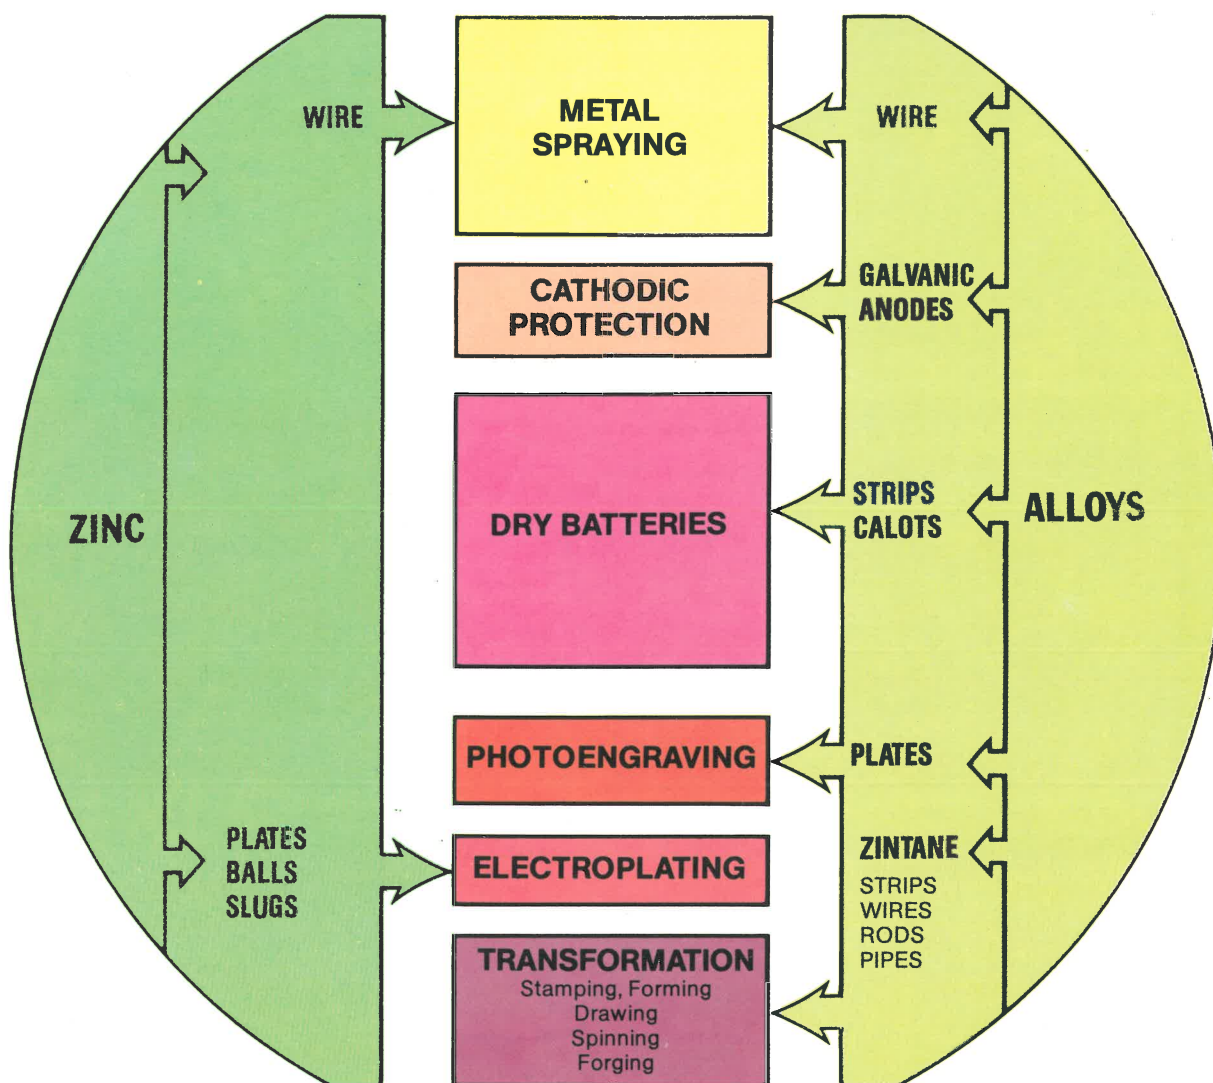 WIRE
METAL
SPRAYING
WIRE
CATHODIC
PROTECTION
GALVANIC
ANODES
ZINC
DRY BATTERIES
STRIPS
CALOTS
ALLOYS
PHOTOENGRAVING
PLATES
PLATES
BALLS
SLUGS
ELECTROPLATING
ZINTANE
STRIPS
WIRES
RODS
PIPES
TRANSFORMATION
Stamping, Forming
Drawing
Spinning
Forging